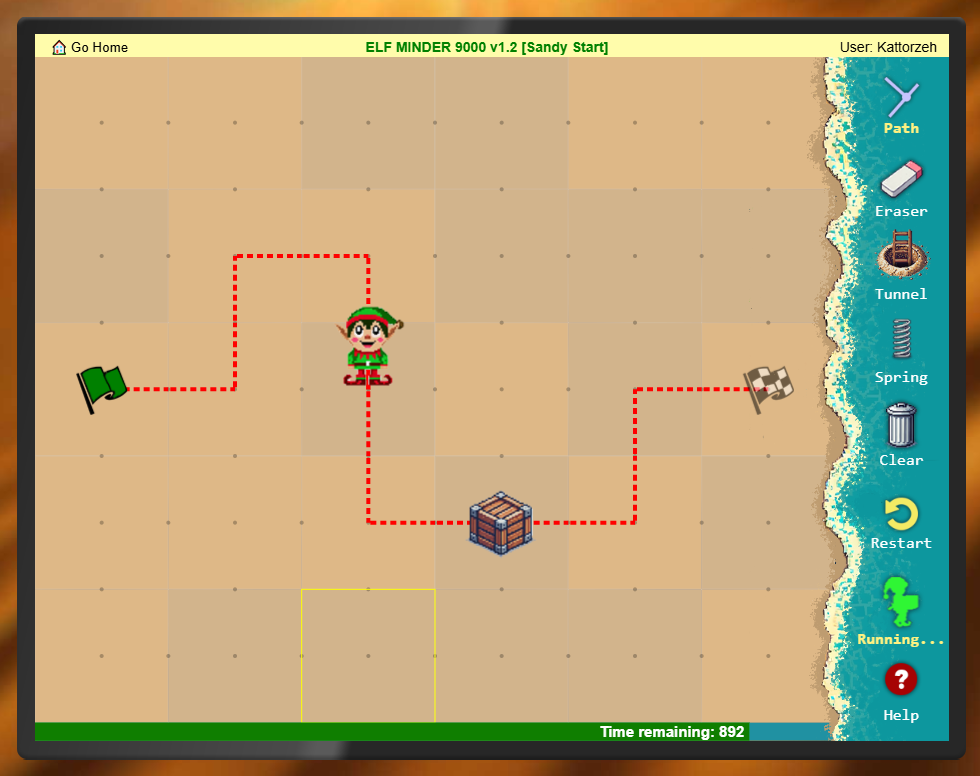 Go Home
ELF MINDER 9000 v1.2 [Sandy Start]
User: Kattorzeh
Path
Eraser
Tunnel
Spring
Clear
Restart
Running...
?
Help
Time remaining: 892